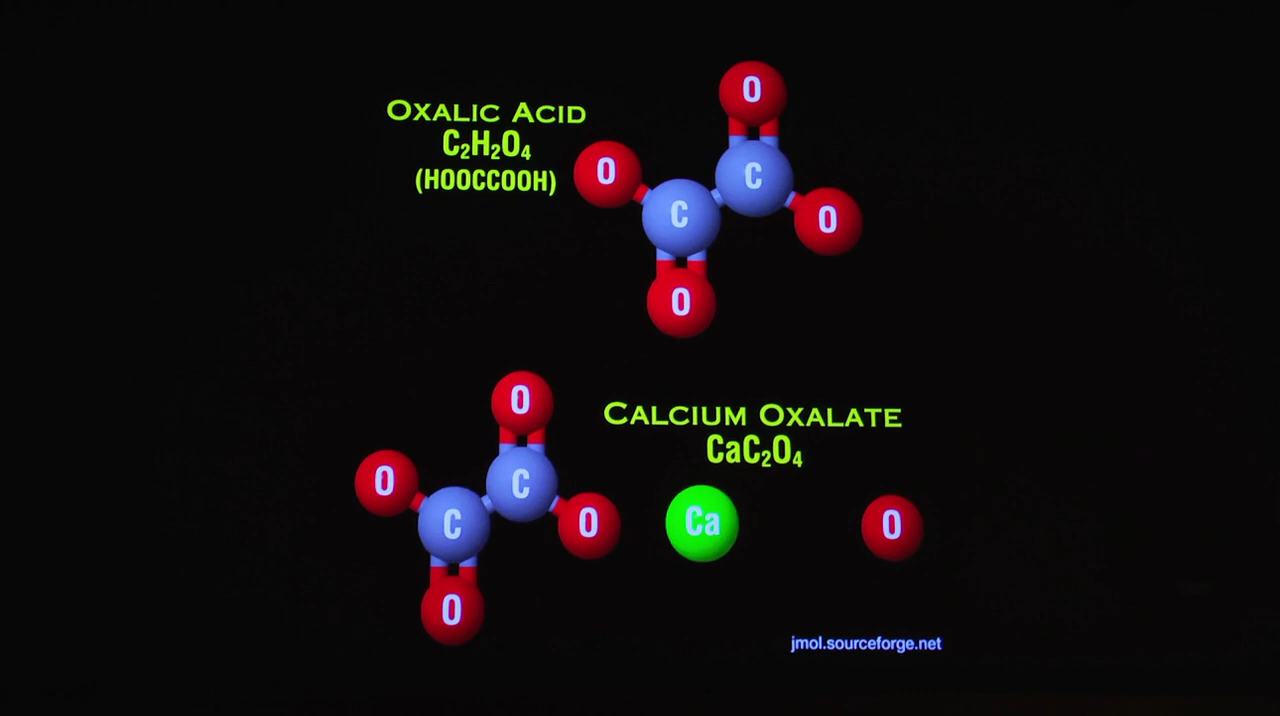 OXALIC ACID
C₂H₂O₄
(HOOCCOOH)
O
O
C
C
O
O
O
CALCIUM OXALATE
CaC₂O₄
O
C
C
O
Ca
O
O
jmol.sourceforge.net